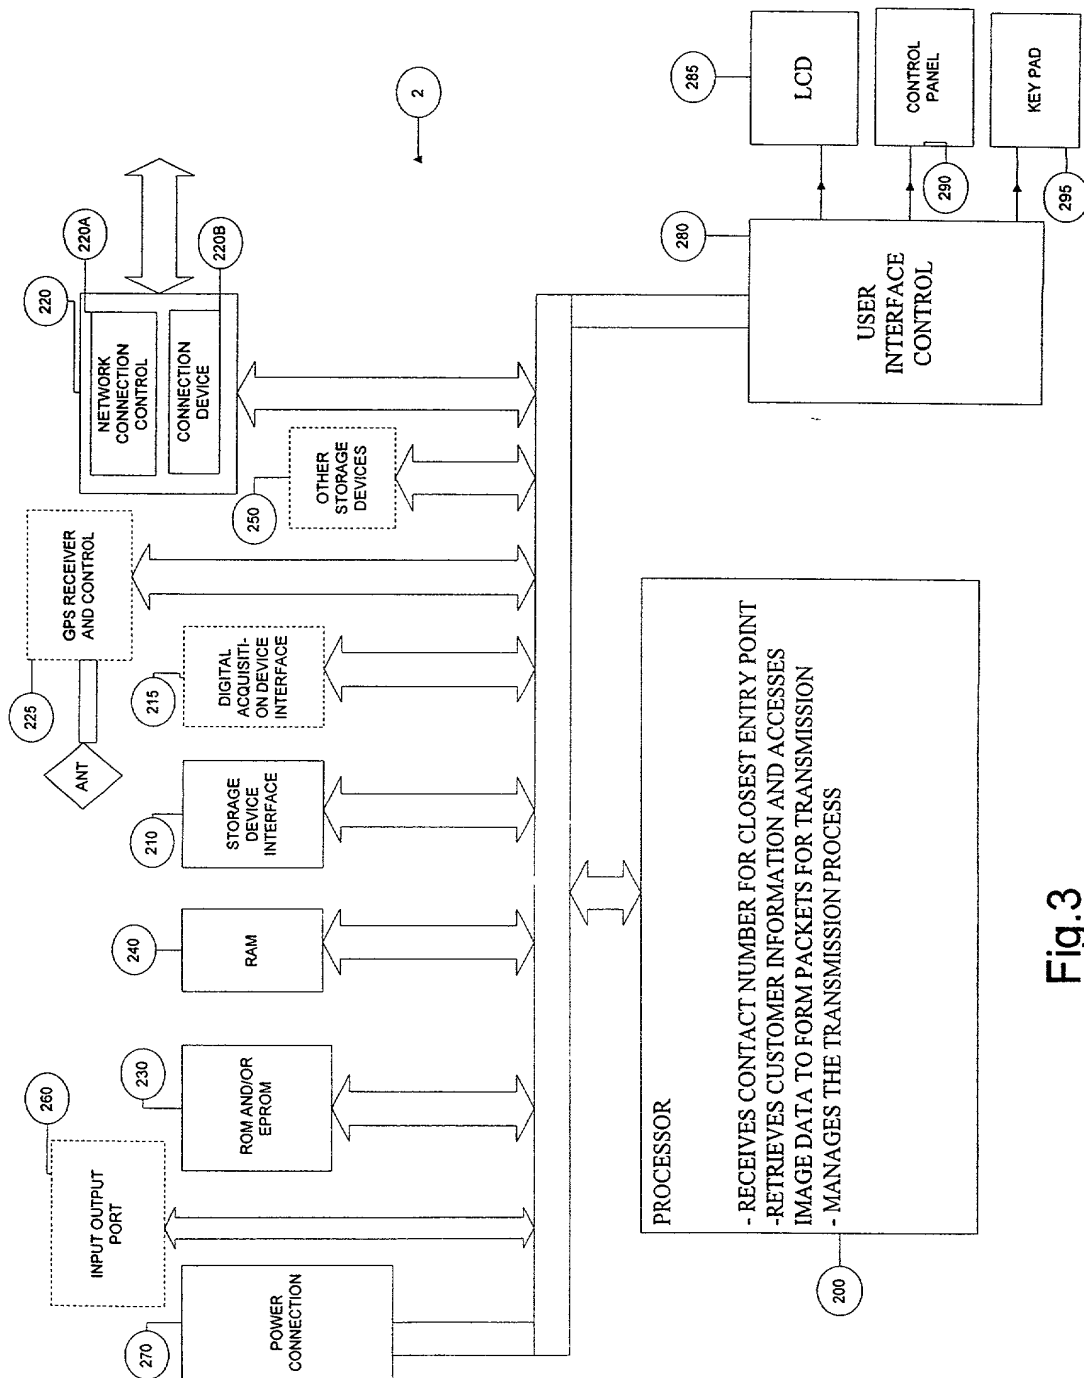 260
INPUT OUTPUT
PORT
225
GPS RECEIVER
AND CONTROL
ANT
220
220A
NETWORK
CONNECTION
CONTROL
CONNECTION
DEVICE
220B
270
POWER
CONNECTION
230
ROM AND/OR
EPROM
240
RAM
210
STORAGE
DEVICE
INTERFACE
215
DIGITAL
ACQUISITI-
ON DEVICE
INTERFACE
250
OTHER
STORAGE
DEVICES
2
200
PROCESSOR
- RECEIVES CONTACT NUMBER FOR CLOSEST ENTRY POINT
-RETRIEVES CUSTOMER INFORMATION AND ACCESSES
IMAGE DATA TO FORM PACKETS FOR TRANSMISSION
- MANAGES THE TRANSMISSION PROCESS
280
USER
INTERFACE
CONTROL
285
LCD
290
CONTROL
PANEL
295
KEY PAD
Fig.3